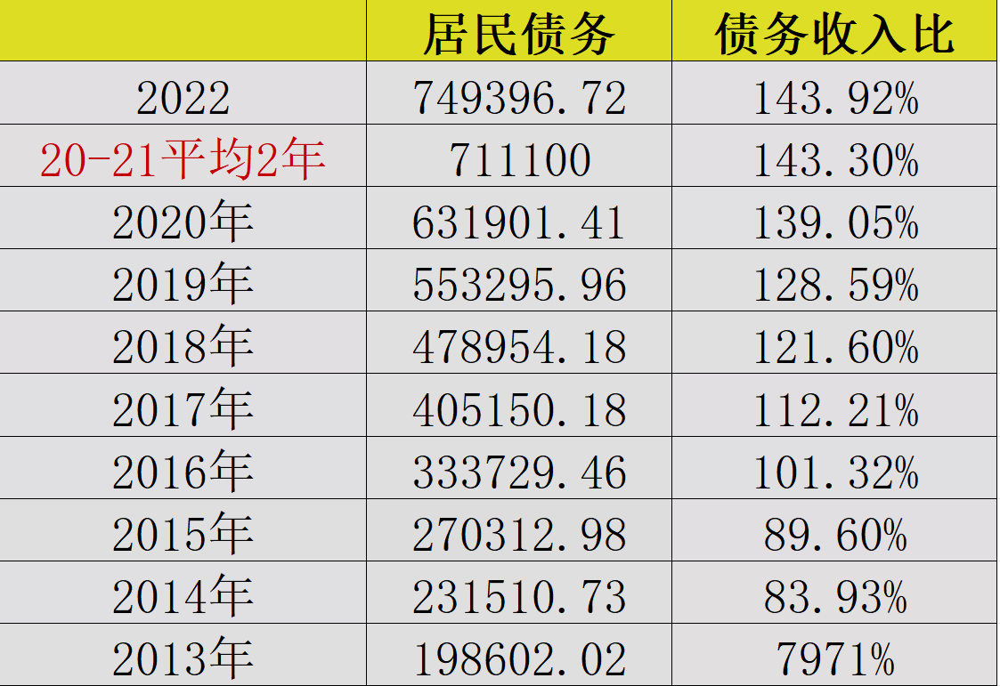 居民债务 债务收入比
2022 749396.72 143.92%
20-21平均2年 711100 143.30%
2020年 631901.41 139.05%
2019年 553295.96 128.59%
2018年 478954.18 121.60%
2017年 405150.18 112.21%
2016年 333729.46 101.32%
2015年 270312.98 89.60%
2014年 231510.73 83.93%
2013年 198602.02 7971%